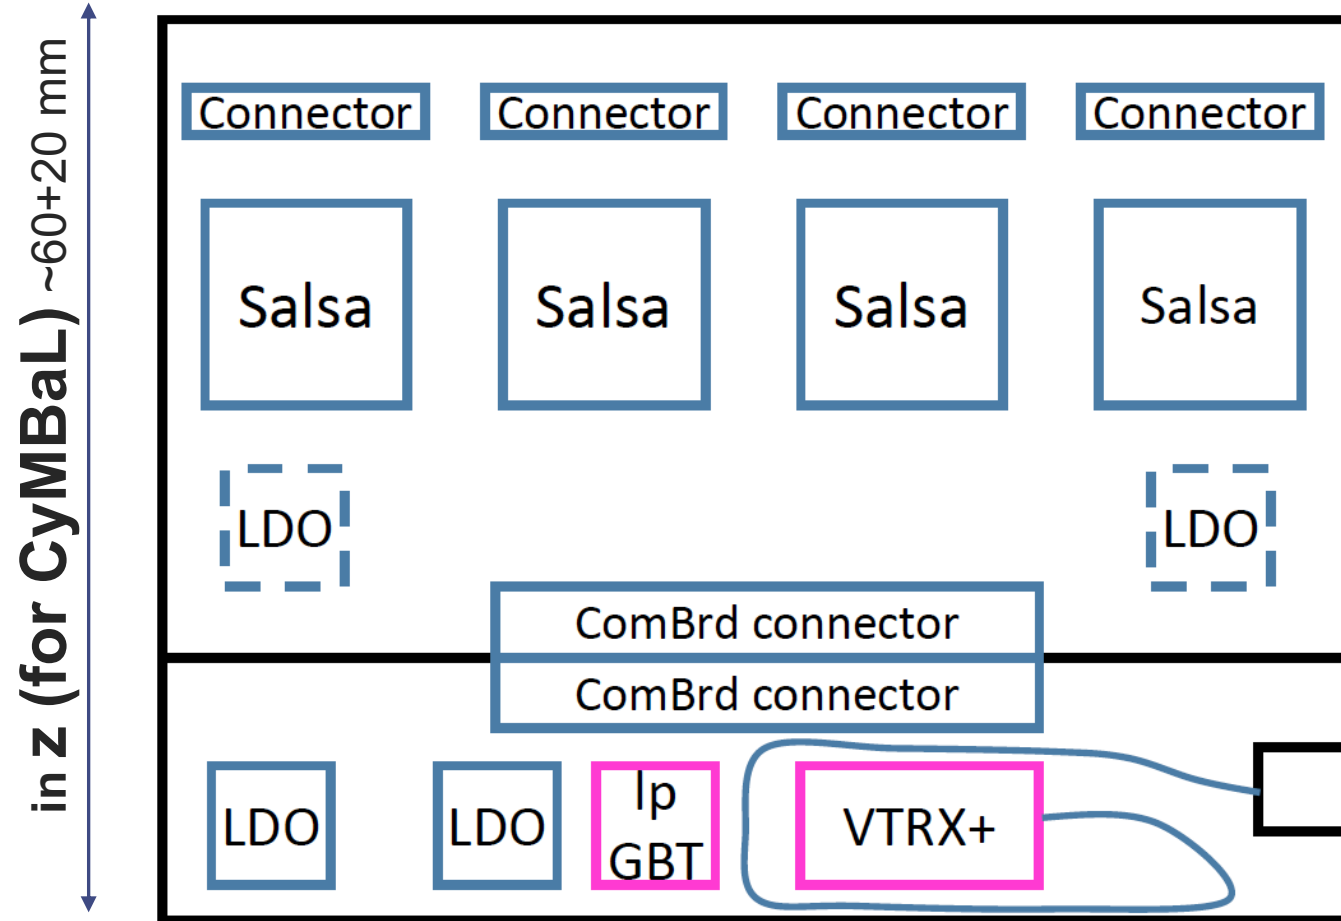 in z (for CyMBaL) ~60+20 mm
Connector
Connector
Connector
Connector
Salsa
Salsa
Salsa
Salsa
LDO
LDO
ComBrd connector
ComBrd connector
LDO
LDO
lp
GBT
VTRX+